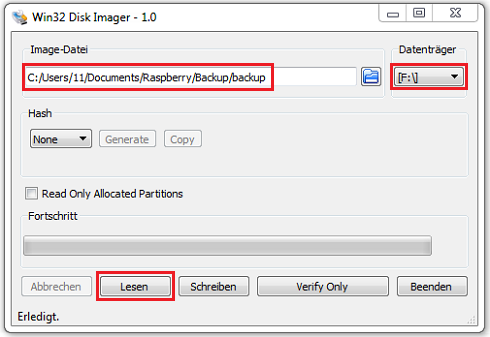 Win32 Disk Imager - 1.0
Image-Datei
Datenträger
C:/Users/11/Documents/Raspberry/Backup/backup
[F:\]
Hash
None
Generate
Copy
Read Only Allocated Partitions
Fortschritt
Abbrechen
Lesen
Schreiben
Verify Only
Beenden
Erledigt.